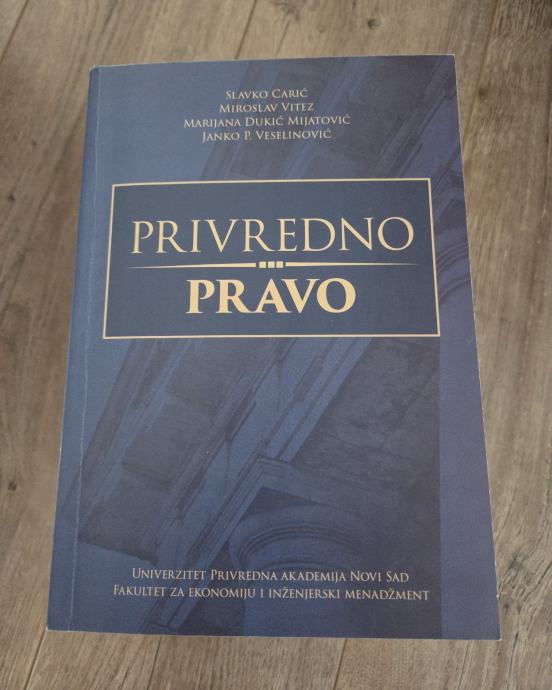 Slavko Carić
Miroslav Vitez
Marijana Dukić Mijatović
Janko P. Veselinović
PRIVREDNO
PRAVO
Univerzitet Privredna akademija Novi Sad
Fakultet za ekonomiju i inženjerski menadžment